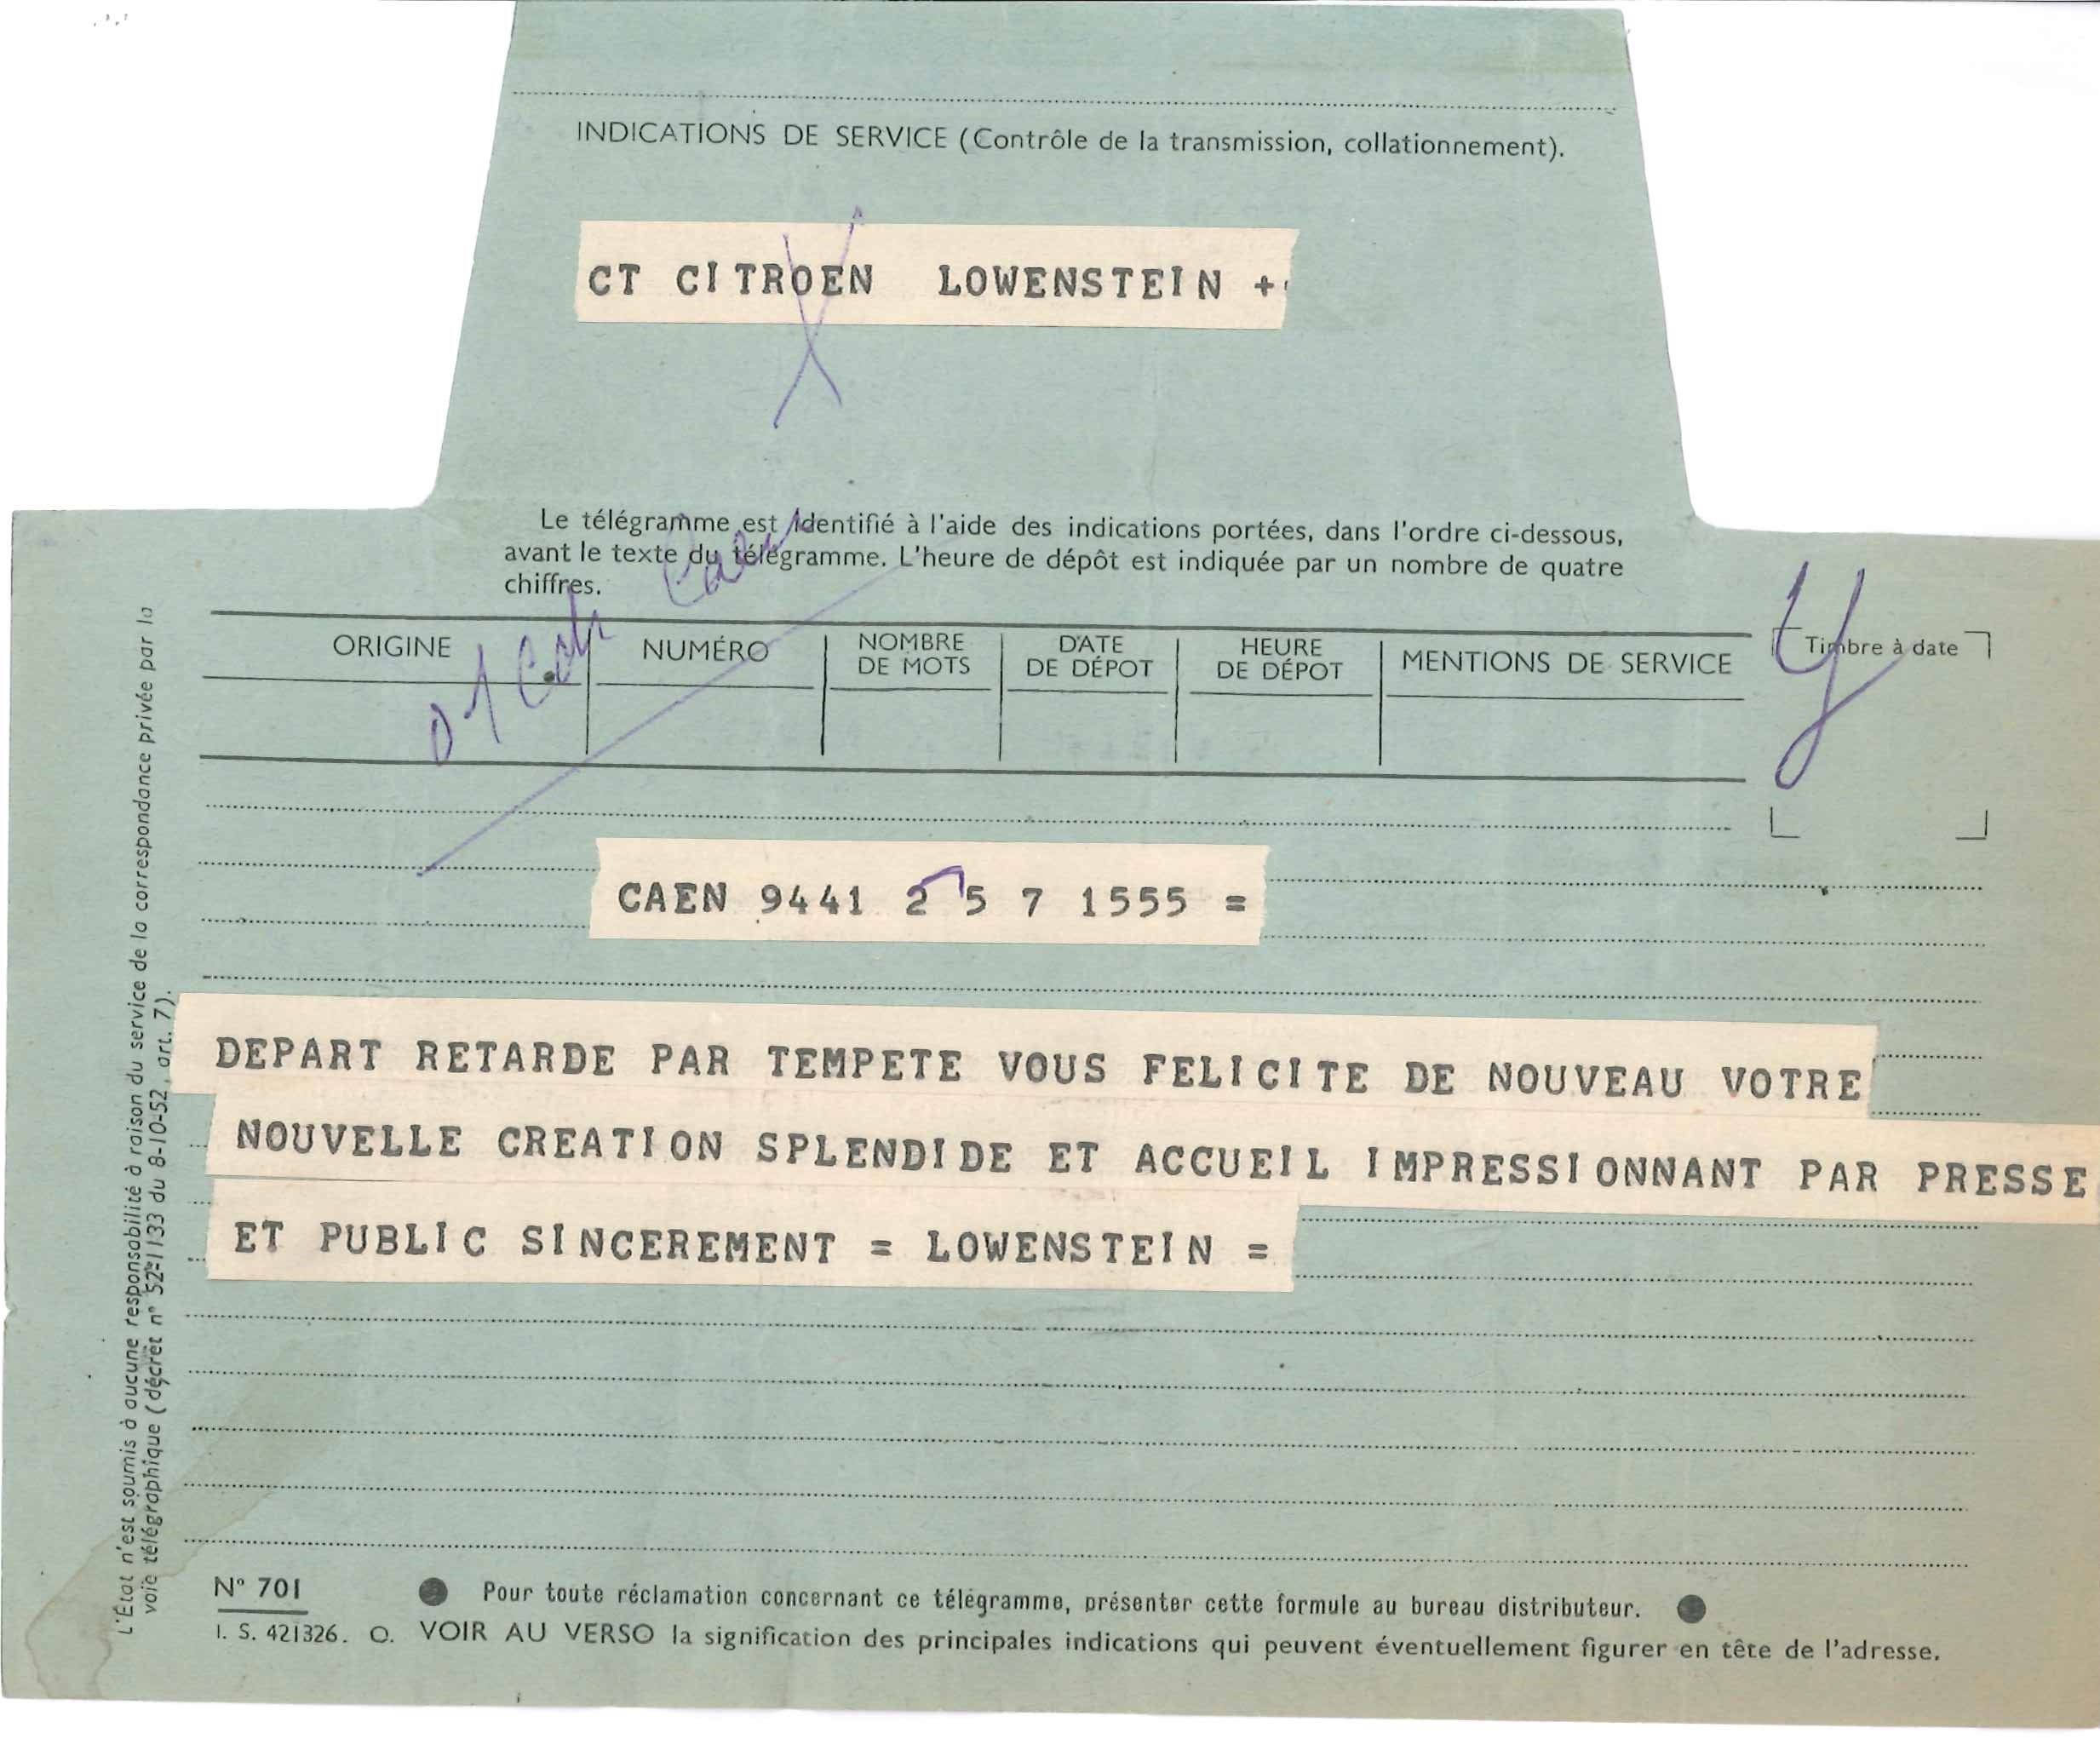 INDICATIONS DE SERVICE (Contrôle de la transmission, collationnement).
CT CITROEN LOWENSTEIN +
Le télégramme est identifié à l'aide des indications portées, dans l'ordre ci-dessous,
avant le texte du télégramme. L'heure de dépôt est indiquée par un nombre de quatre
chiffres.
ORIGINE
NUMÉRO
NOMBRE
DE MOTS
DATE
DE DÉPOT
HEURE
DE DÉPOT
MENTIONS DE SERVICE
Timbre à date
CAEN 9441 2 5 7 1555 =
DEPART RETARDE PAR TEMPETE VOUS FELICITE DE NOUVEAU VOTRE
NOUVELLE CREATION SPLENDIDE ET ACCUEIL IMPRESSIONNANT PAR PRESSE
ET PUBLIC SINCEREMENT = LOWENSTEIN =
L'État n'est soumis à aucune responsabilité à raison du service de la correspondance privée par la
voie télégraphique (décret n° 52-1133 du 8-10-52, art. 7).
N° 701
Pour toute réclamation concernant ce télégramme, présenter cette formule au bureau distributeur.
I. S. 421326. O. VOIR AU VERSO la signification des principales indications qui peuvent éventuellement figurer en tête de l'adresse.